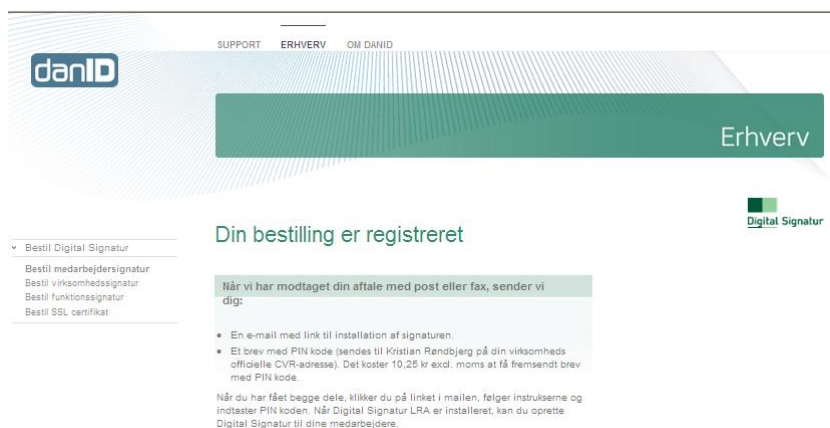 SUPPORT ERHVERV OM DANID
danID
Erhverv
Digital Signatur
Din bestilling er registreret
Bestil Digital Signatur
Bestil medarbejdersignatur
Bestil virksomhedssignatur
Bestil funktionssignatur
Bestil SSL certifikat
Når vi har modtaget din aftale med post eller fax, sender vi
dig:
En e-mail med link til installation af signaturen.
Et brev med PIN kode (sendes til Kristian Røndbjerg på din virksomheds
officielle CVR-adresse). Det koster 10,25 kr excl. moms at få fremsendt brev
med PIN kode.
Når du har fået begge dele, klikker du på linket i mailen, følger instrukserne og
indtaster PIN koden. Når Digital Signatur LRA er installeret, kan du oprette
Digital Signatur til dine medarbejdere.